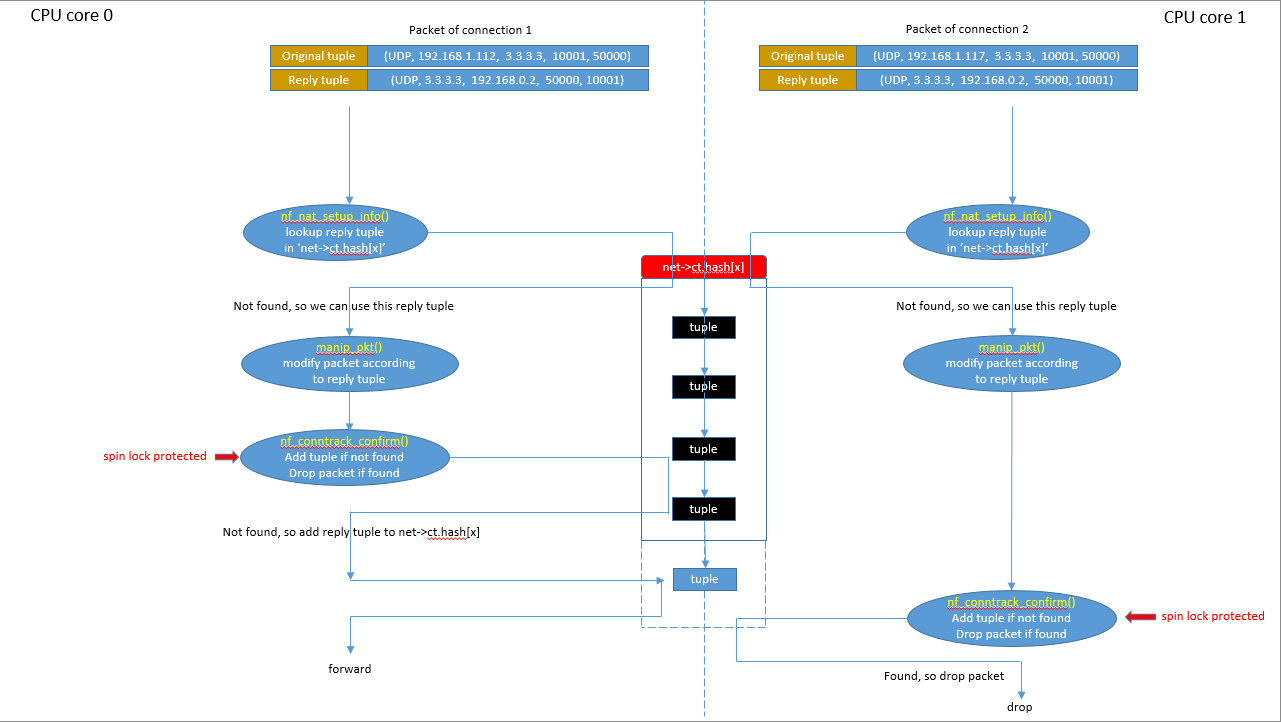 CPU core 0
CPU core 1
Packet of connection 1
Original tuple (UDP, 192.168.1.112, 3.3.3.3, 10001, 50000)
Reply tuple (UDP, 3.3.3.3, 192.168.0.2, 50000, 10001)
Packet of connection 2
Original tuple (UDP, 192.168.1.117, 3.3.3.3, 10001, 50000)
Reply tuple (UDP, 3.3.3.3, 192.168.0.2, 50000, 10001)
nf_nat_setup_info()
lookup reply tuple
in ‘net->ct.hash[x]’
nf_nat_setup_info()
lookup reply tuple
in ‘net->ct.hash[x]’
net->ct.hash[x]
Not found, so we can use this reply tuple
Not found, so we can use this reply tuple
tuple
manip_pkt()
modify packet according
to reply tuple
manip_pkt()
modify packet according
to reply tuple
tuple
nf_conntrack_confirm()
Add tuple if not found
Drop packet if found
spin lock protected
tuple
tuple
Not found, so add reply tuple to net->ct.hash[x]
tuple
nf_conntrack_confirm()
Add tuple if not found
Drop packet if found
spin lock protected
forward
Found, so drop packet
drop